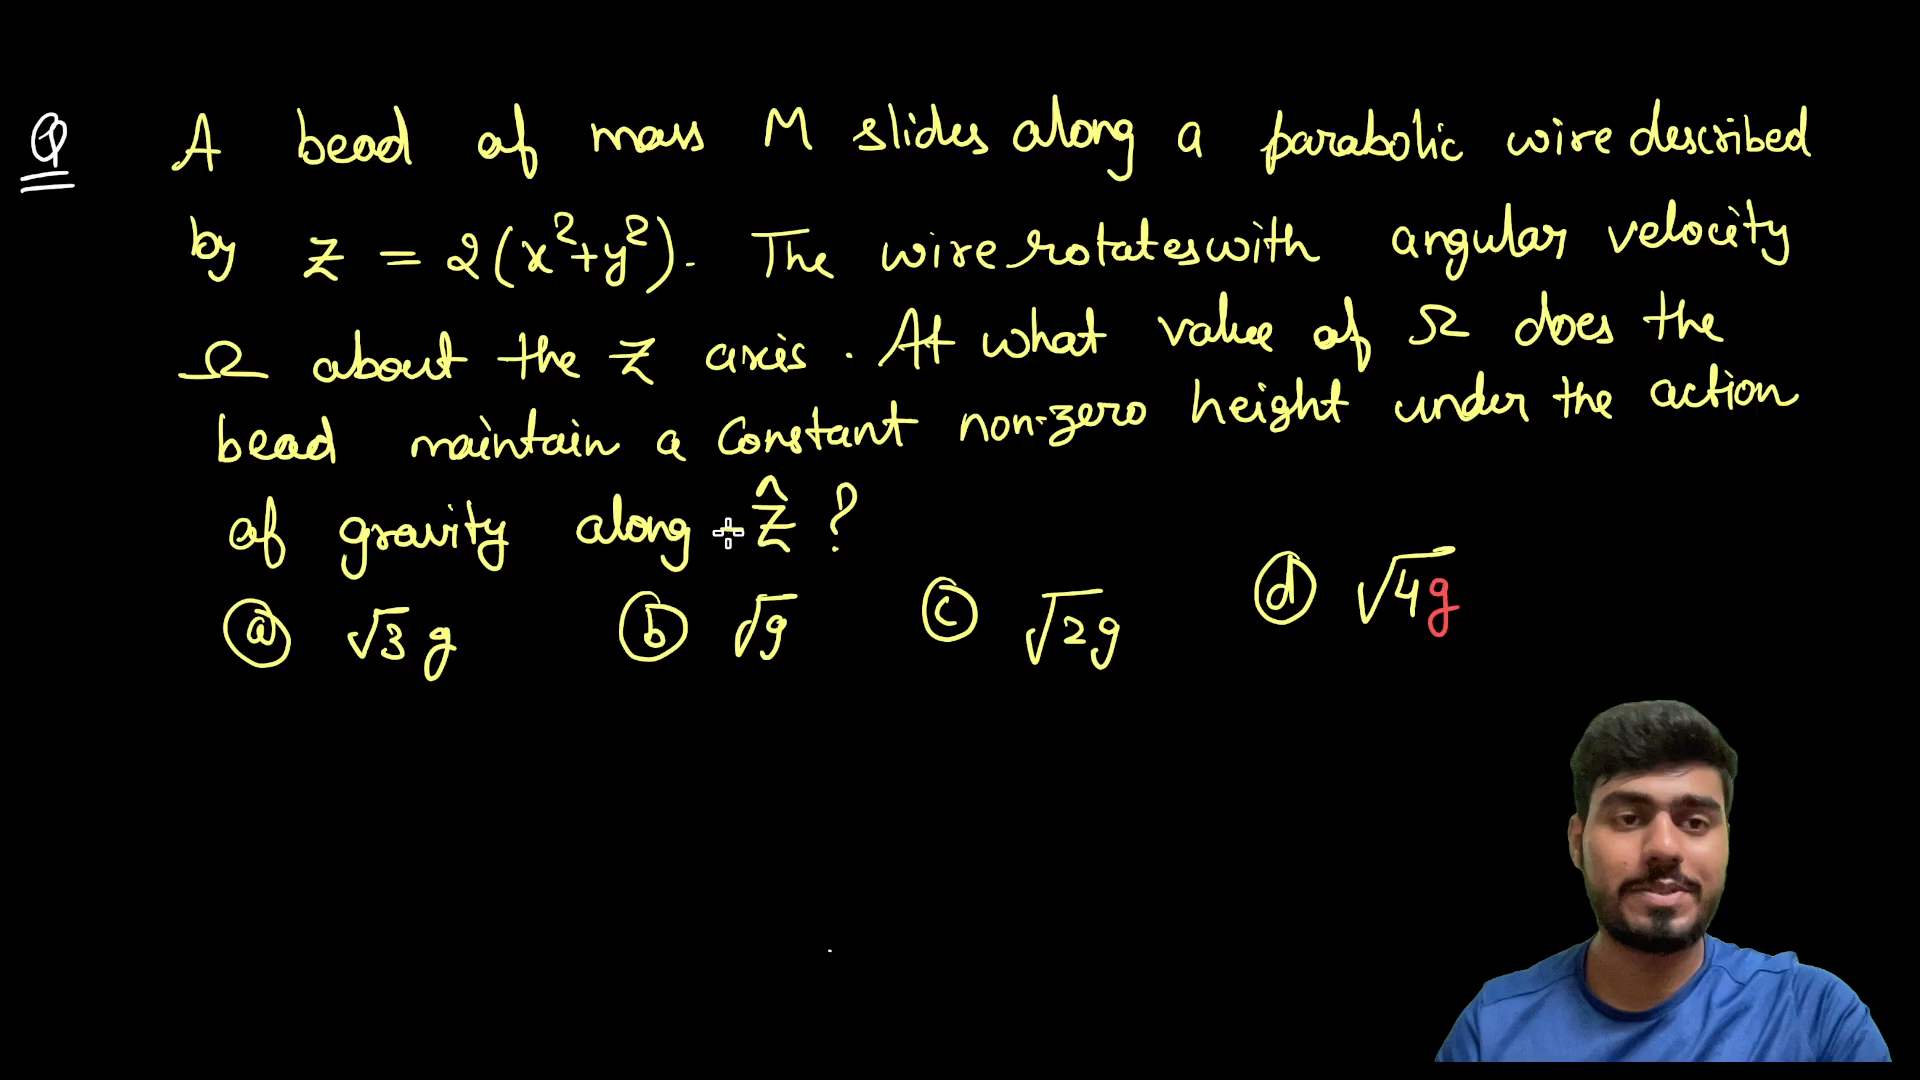 Q A bead of mass M slides along a parabolic wire described
by z = 2(x²+y²). The wire rotates with angular velocity
Ω about the z axis. At what value of Ω does the
bead maintain a constant non-zero height under the action
of gravity along + ẑ ?
ⓐ √3 g ⓑ √g ⓒ √2g ⓓ √4g